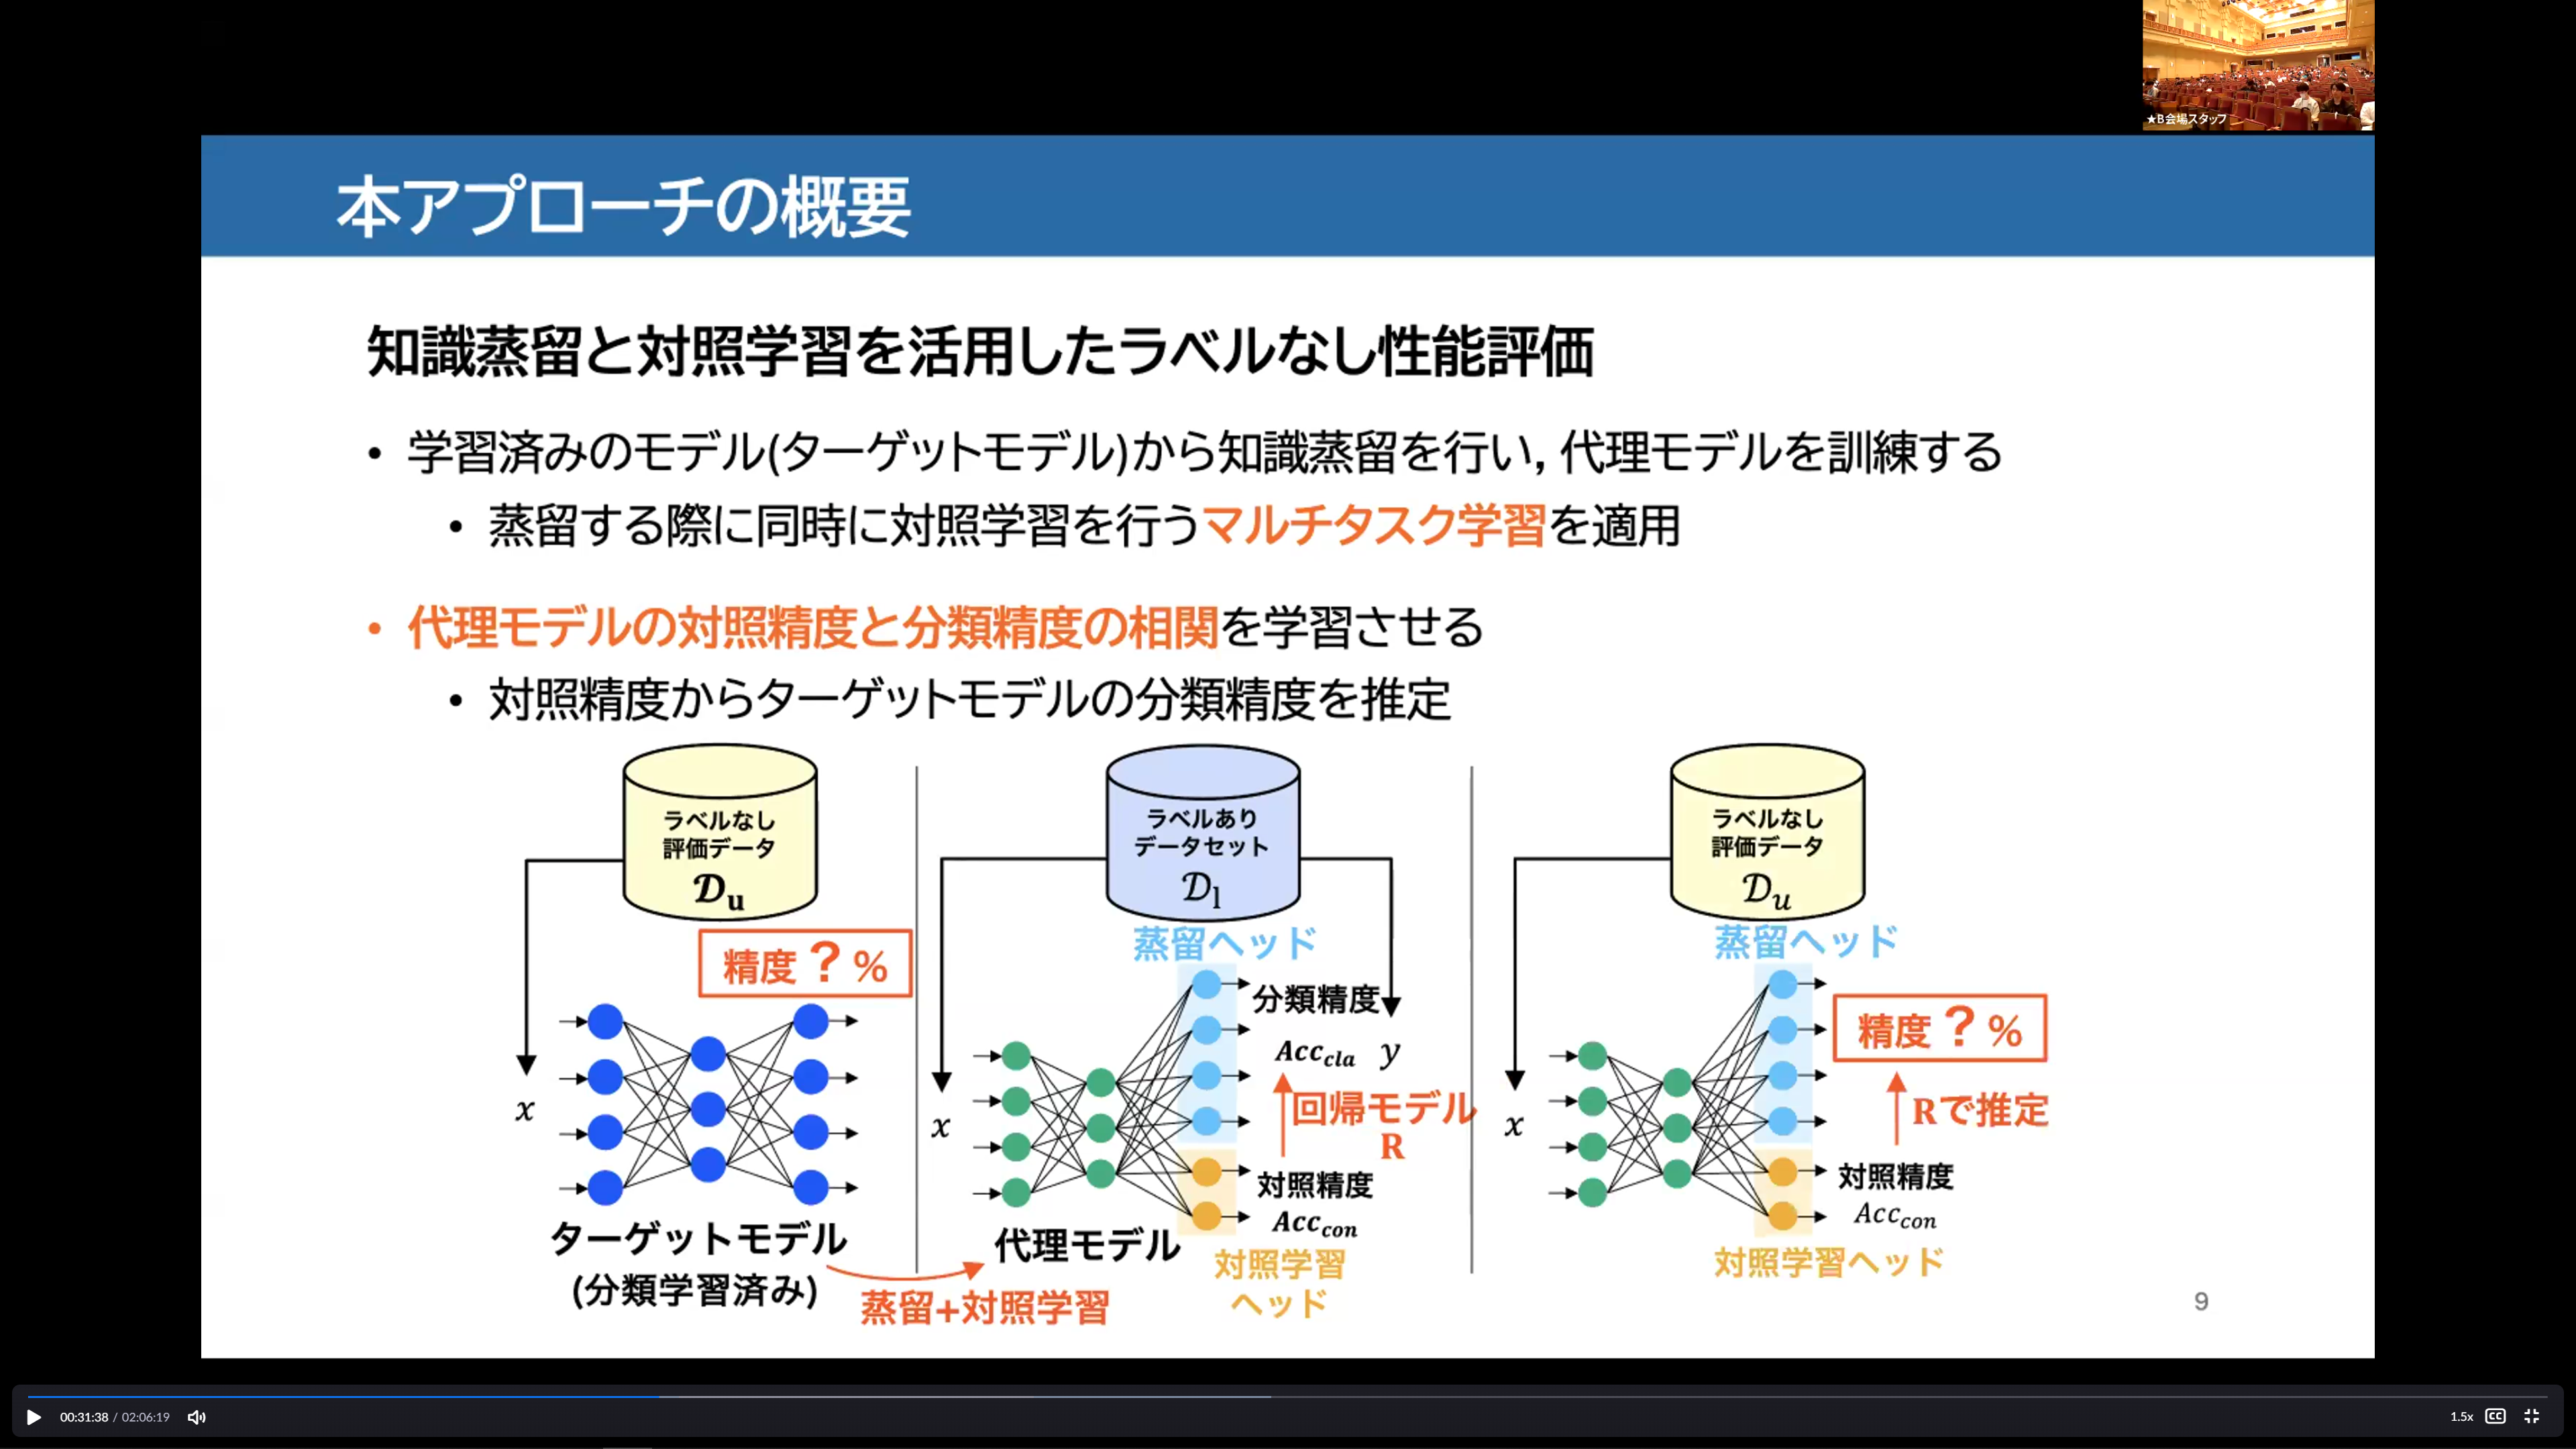 ★B会場スタッフ
本アプローチの概要
知識蒸留と対照学習を活用したラベルなし性能評価
• 学習済みのモデル(ターゲットモデル)から知識蒸留を行い, 代理モデルを訓練する
• 蒸留する際に同時に対照学習を行うマルチタスク学習を適用
• 代理モデルの対照精度と分類精度の相関を学習させる
• 対照精度からターゲットモデルの分類精度を推定
ラベルなし
評価データ
𝒟u
精度?%
x
ターゲットモデル
(分類学習済み)
蒸留+対照学習
ラベルあり
データセット
𝒟l
蒸留ヘッド
分類精度
Acccla y
回帰モデル
R
x
対照精度
Acccon
代理モデル
対照学習
ヘッド
ラベルなし
評価データ
𝒟u
蒸留ヘッド
精度?%
Rで推定
x
対照精度
Acccon
対照学習ヘッド
9
00:31:38 / 02:06:19
1.5x
CC